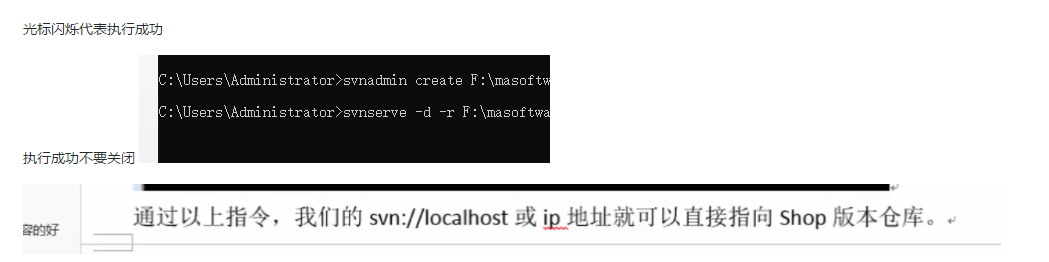 光标闪烁代表执行成功
C:\Users\Administrator>svnadmin create F:\masoftw
C:\Users\Administrator>svnserve -d -r F:\masoftwa
执行成功不要关闭
通过以上指令，我们的 svn://localhost 或 ip 地址就可以直接指向 Shop 版本仓库。
容的好